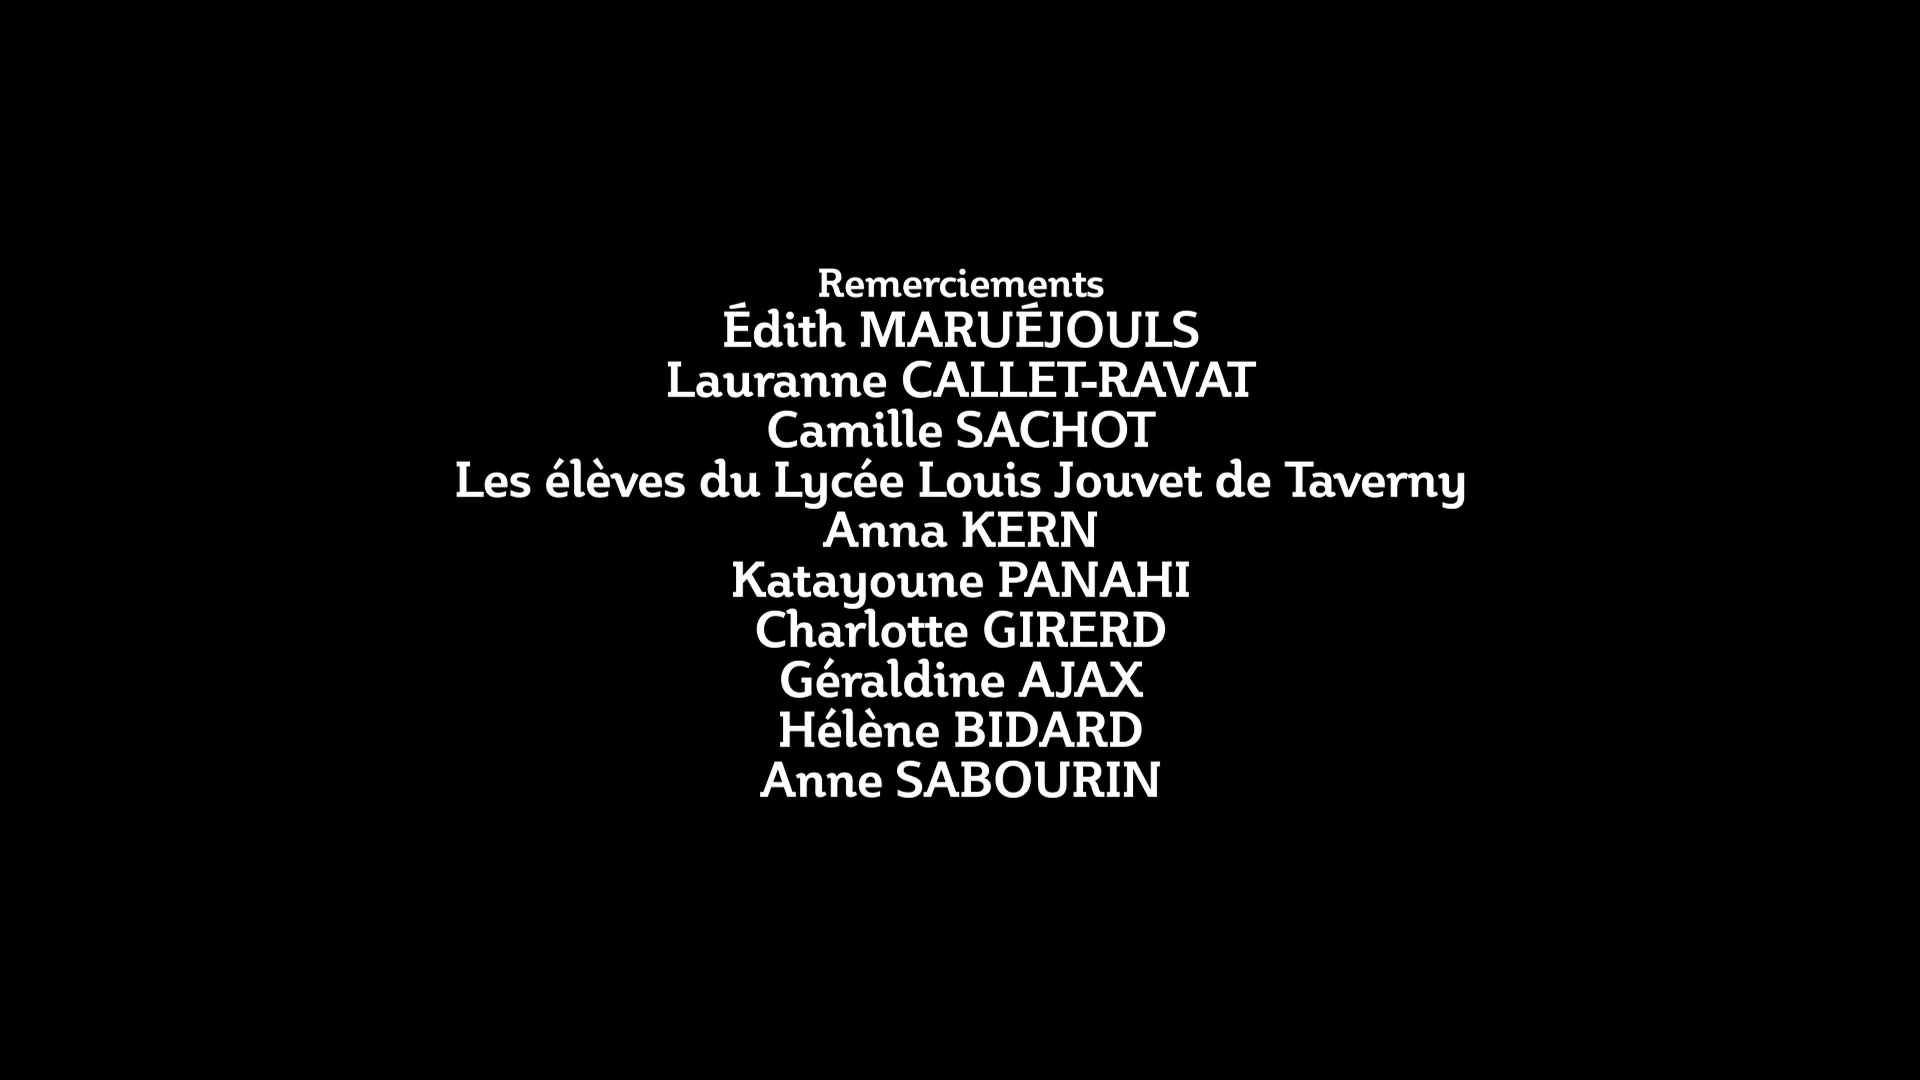 Remerciements
Édith MARUÉJOULS
Lauranne CALLET-RAVAT
Camille SACHOT
Les élèves du Lycée Louis Jouvet de Taverny
Anna KERN
Katayoune PANAHI
Charlotte GIRERD
Géraldine AJAX
Hélène BIDARD
Anne SABOURIN